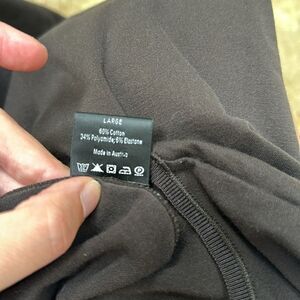 LARGE
60% Cotton
34% Polyamide, 6% Elastane
Made in Austria